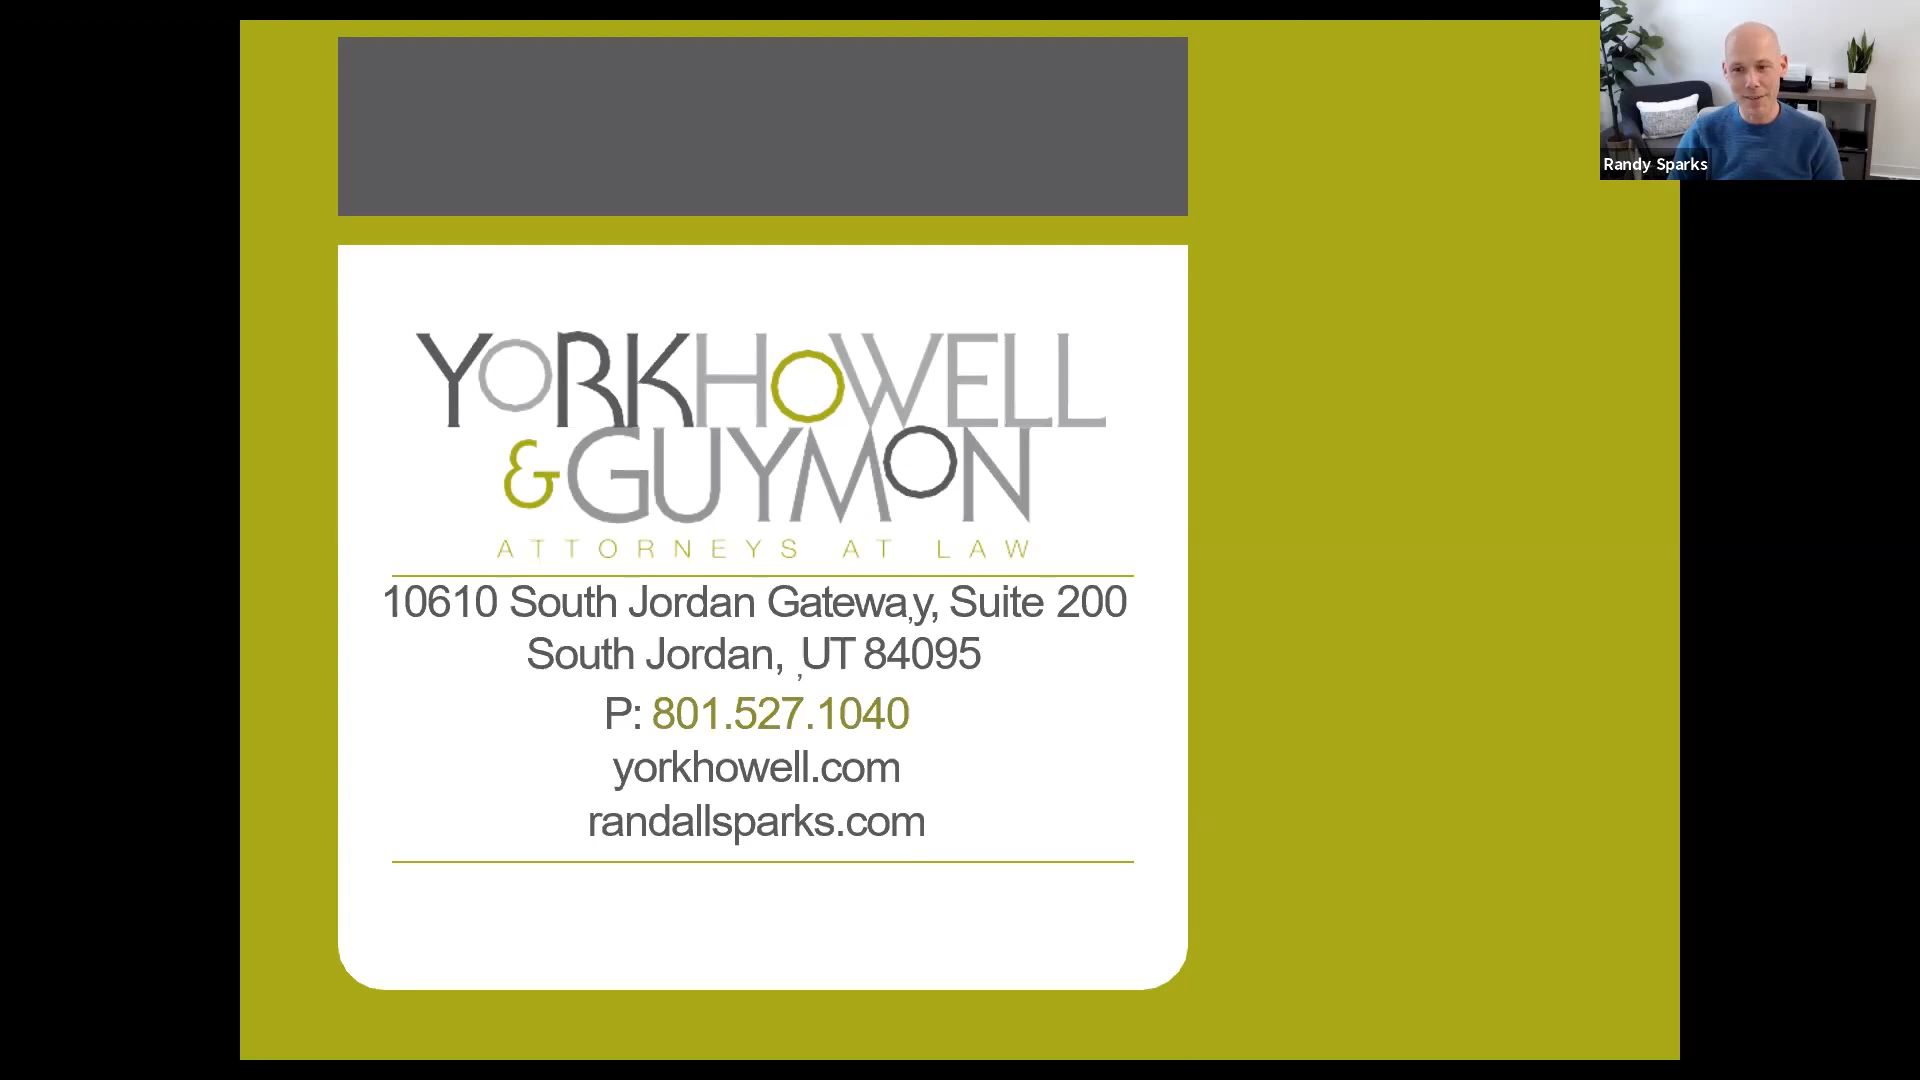 YORKHOWELL
&GUYMON
ATTORNEYS AT LAW
10610 South Jordan Gateway, Suite 200
South Jordan, UT 84095
P: 801.527.1040
yorkhowell.com
randallsparks.com
Randy Sparks